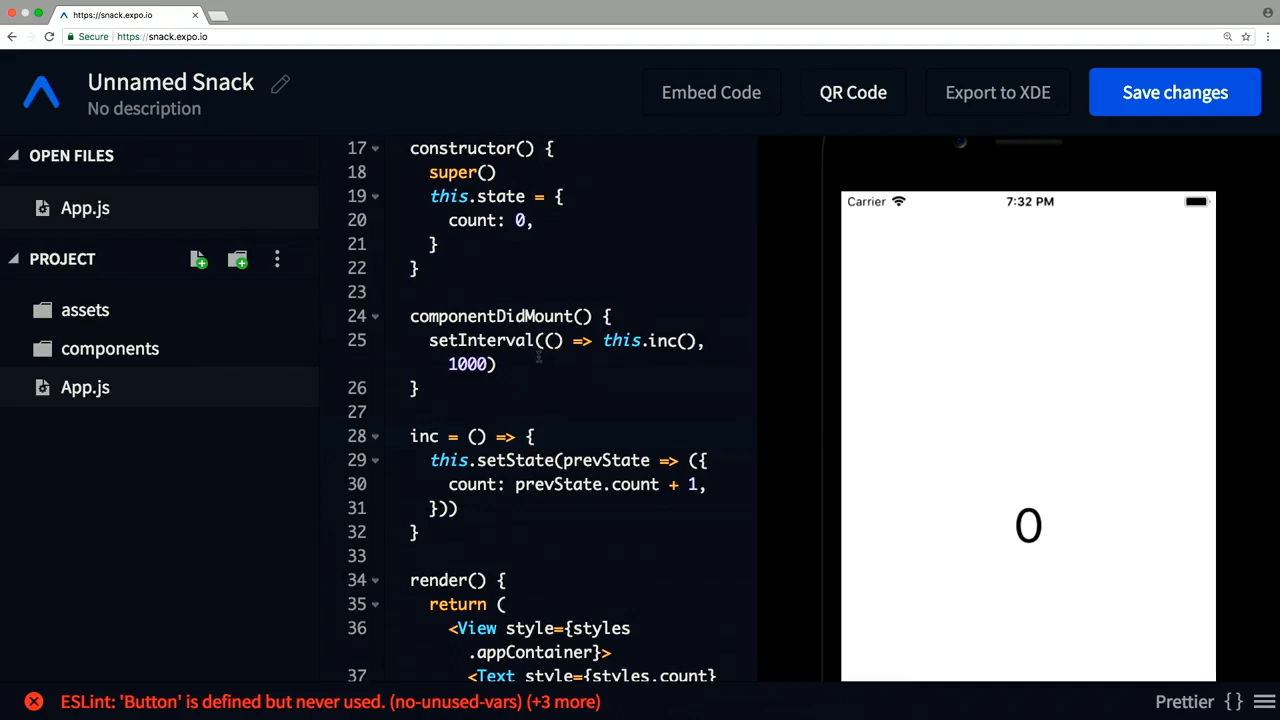 https://snack.expo.io
Secure https://snack.expo.io
Unnamed Snack
No description
Embed Code
QR Code
Export to XDE
Save changes
OPEN FILES
App.js
PROJECT
assets
components
App.js
17 constructor() {
18 super()
19 this.state = {
20 count: 0,
21 }
22 }
23
24 componentDidMount() {
25 setInterval(() => this.inc(),
1000)
26 }
27
28 inc = () => {
29 this.setState(prevState => ({
30 count: prevState.count + 1,
31 }))
32 }
33
34 render() {
35 return (
36 <View style={styles
.appContainer}>
37 <Text style={styles.count}
Carrier 7:32 PM
0
ESLint: 'Button' is defined but never used. (no-unused-vars) (+3 more)
Prettier {}